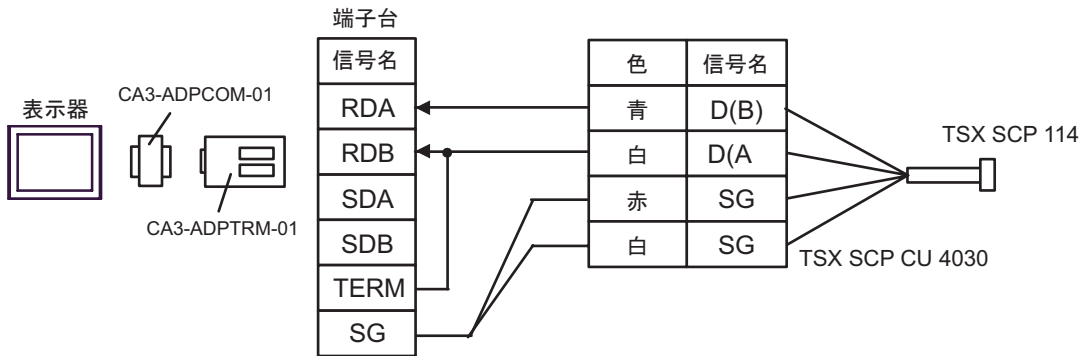 表示器
CA3-ADPCOM-01
CA3-ADPTRM-01
端子台
信号名
RDA
RDB
SDA
SDB
TERM
SG
色 信号名
青 D(B)
白 D(A
赤 SG
白 SG
TSX SCP 114
TSX SCP CU 4030